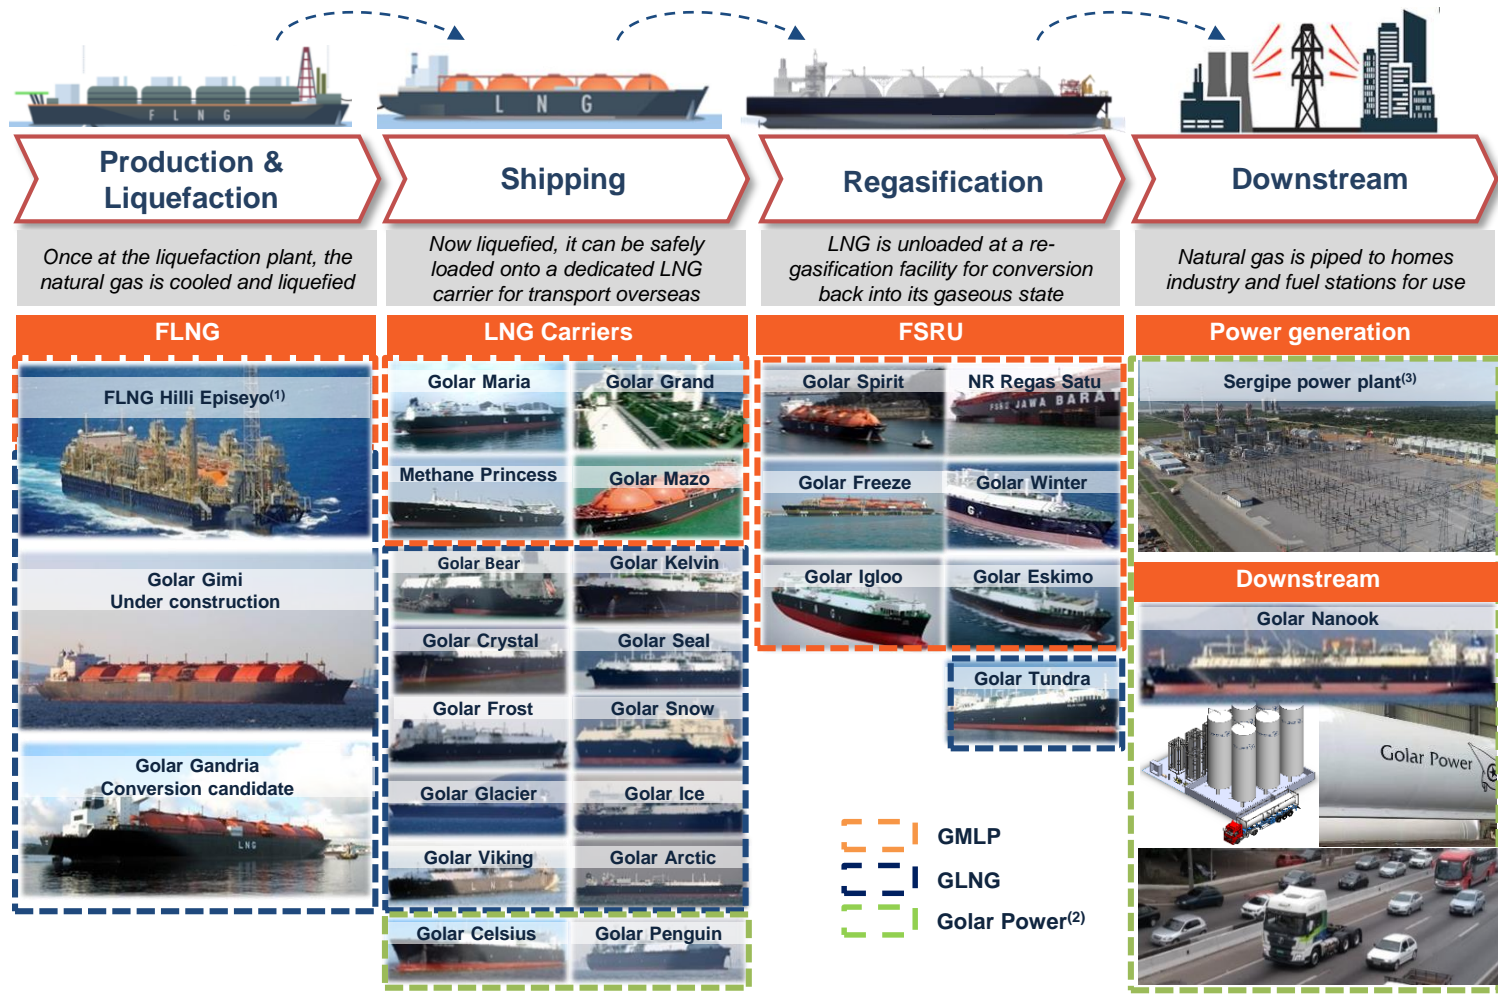 FLNG
LNG
Production &
Liquefaction
Shipping
Regasification
Downstream
Once at the liquefaction plant, the
natural gas is cooled and liquefied
Now liquefied, it can be safely
loaded onto a dedicated LNG
carrier for transport overseas
LNG is unloaded at a re-
gasification facility for conversion
back into its gaseous state
Natural gas is piped to homes
industry and fuel stations for use
FLNG
LNG Carriers
FSRU
Power generation
FLNG Hilli Episeyo(1)
Golar Gimi
Under construction
Golar Gandria
Conversion candidate
LNG
Golar Maria
Golar Grand
Methane Princess
Golar Mazo
LNG
Golar Bear
Golar Kelvin
Golar Crystal
Golar Seal
Golar Frost
Golar Snow
Golar Glacier
Golar Ice
Golar Viking
Golar Arctic
LNG
Golar Celsius
Golar Penguin
Golar Spirit
NR Regas Satu
FSRU JAWA BARAT
Golar Freeze
Golar Winter
G
Golar Igloo
LNG
Golar Eskimo
Golar Tundra
GMLP
GLNG
Golar Power(2)
Sergipe power plant(3)
Downstream
Golar Nanook
Golar Power